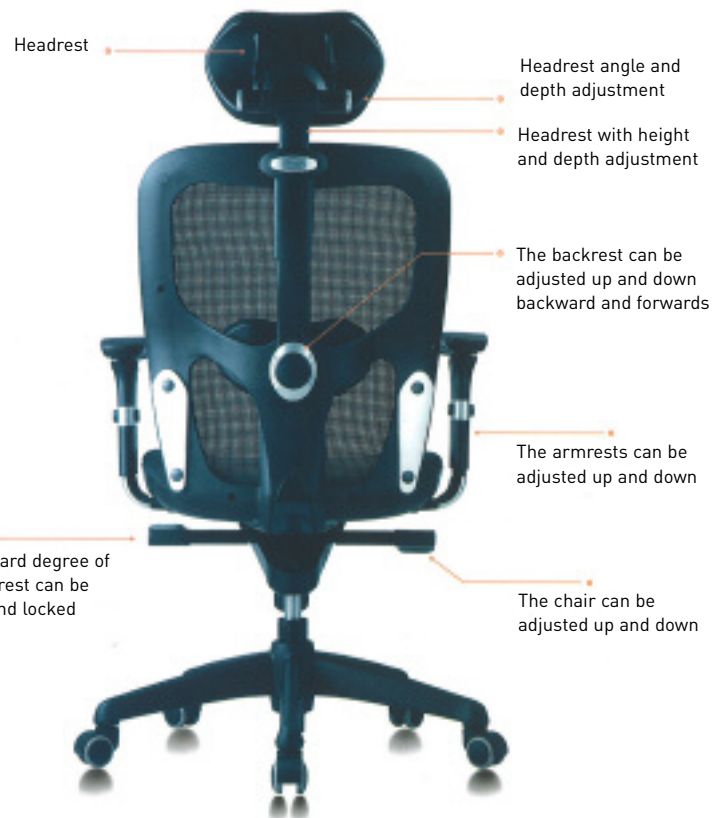 Headrest
Headrest angle and
depth adjustment
Headrest with height
and depth adjustment
The backrest can be
adjusted up and down
backward and forwards
The armrests can be
adjusted up and down
ard degree of
rest can be
nd locked
The chair can be
adjusted up and down